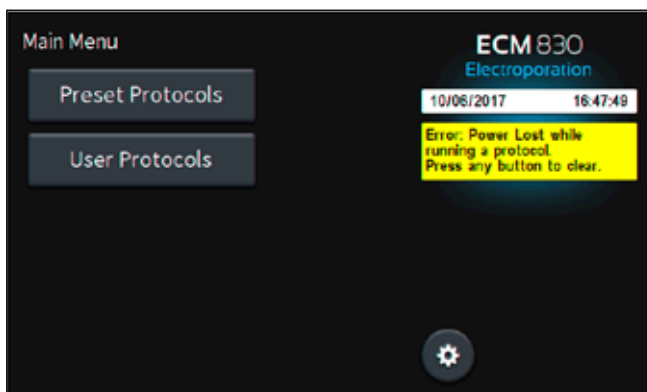 Main Menu
Preset Protocols
User Protocols
ECM 830
Electroporation
10/06/2017 16:47:49
Error: Power Lost while
running a protocol.
Press any button to clear.